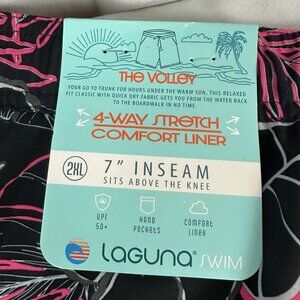 THE VOLLEY
YOUR GO TO TRUNK FOR HOURS UNDER THE WARM SUN, THIS RELAXED
FIT CLASSIC WITH QUICK DRY FABRIC GETS YOU FROM THE WATER BACK
TO THE BOARDWALK IN NO TIME.
4-WAY STRETCH
COMFORT LINER
2XL
7" INSEAM
SITS ABOVE THE KNEE
UPF
50+
HAND
POCKETS
COMFORT
LINER
LAGUNA® SWIM